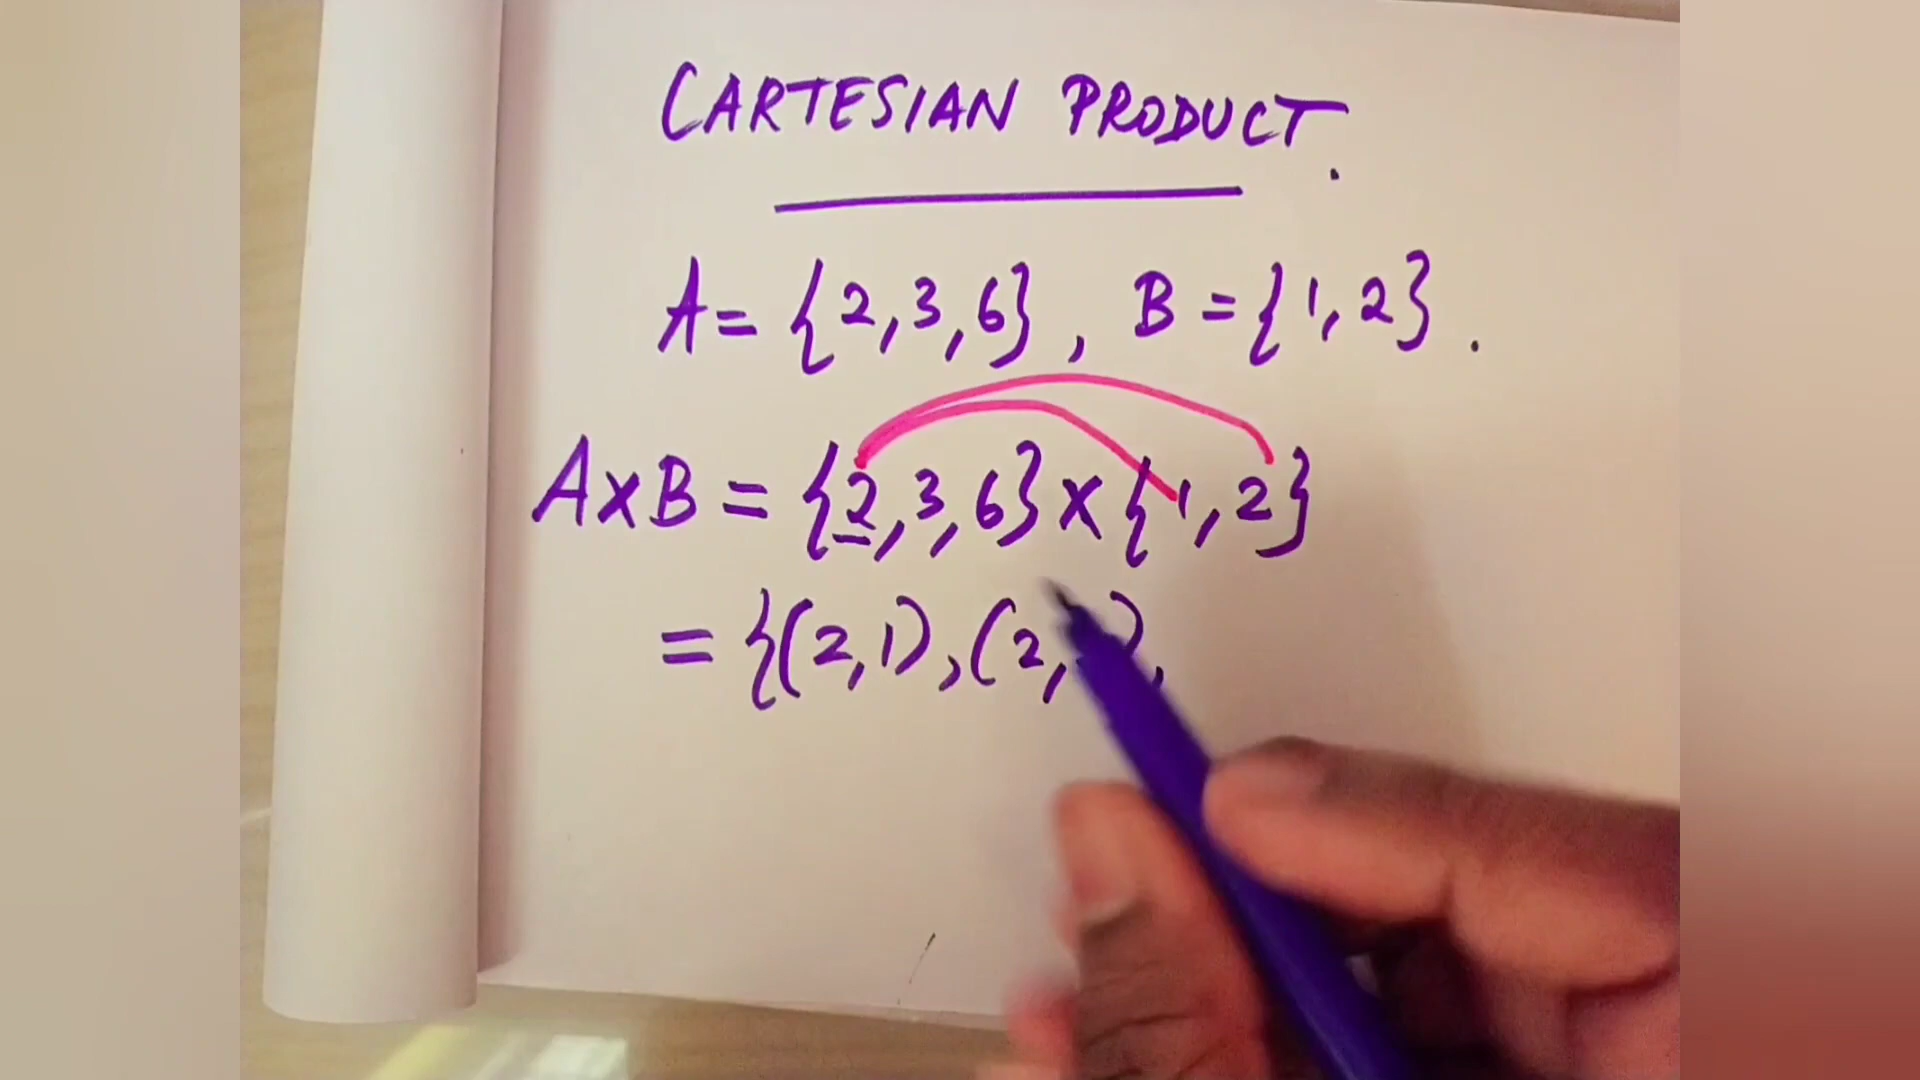 CARTESIAN PRODUCT.
A = {2,3,6}, B = {1,2}.
A×B = {2,3,6}×{1,2}
= {(2,1),(2, ),